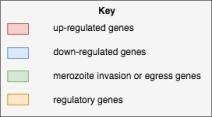 Key
up-regulated genes
down-regulated genes
merozoite invasion or egress genes
regulatory genes